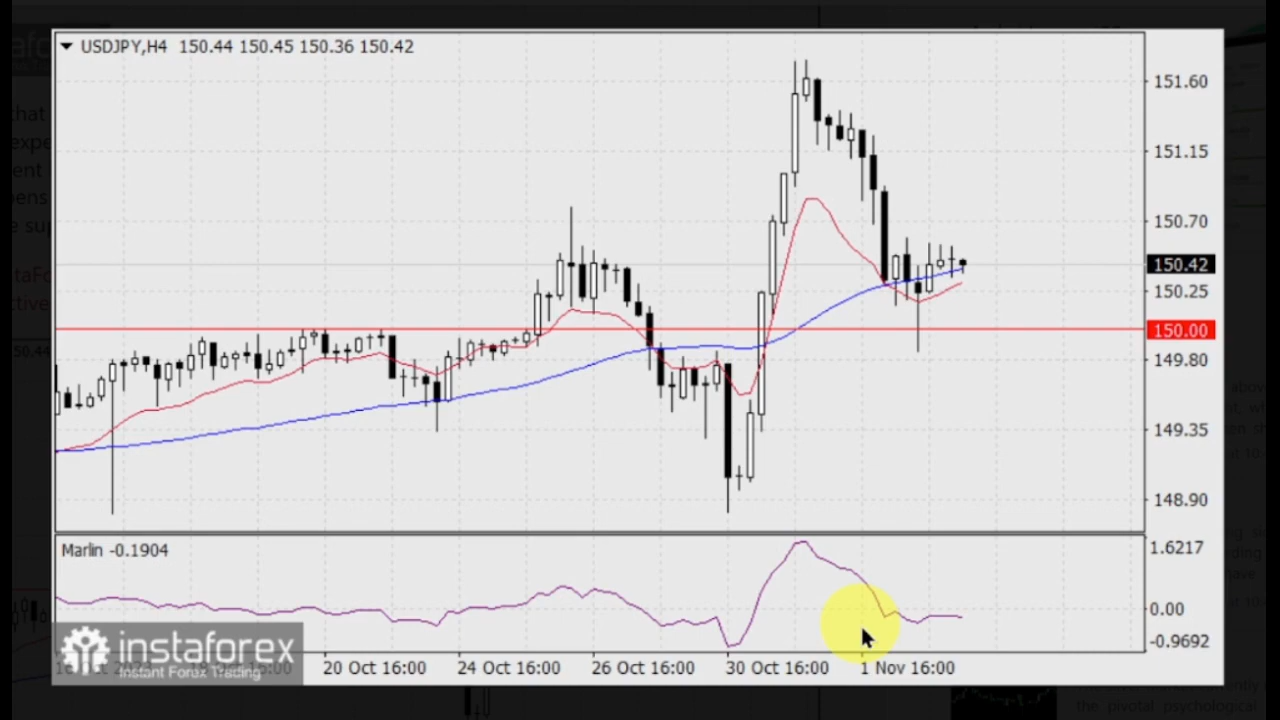 USDJPY,H4 150.44 150.45 150.36 150.42
151.60
151.15
150.70
150.42
150.25
150.00
149.80
149.35
148.90
Marlin -0.1904
1.6217
0.00
-0.9692
instaforex
Instant Forex Trading
20 Oct 16:00
24 Oct 16:00
26 Oct 16:00
30 Oct 16:00
1 Nov 16:00
the pivotal psychological